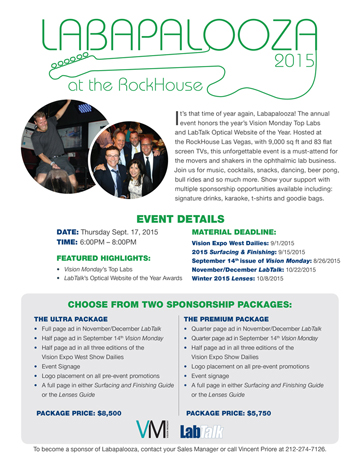 LABAPALOOZA
2015
at the RockHouse
It's that time of year again, Labapalooza! The annual
event honors the year's Vision Monday Top Labs
and LabTalk Optical Website of the Year. Hosted at
the RockHouse Las Vegas, with 9,000 sq ft and 83 flat
screen TVs, this unforgettable event is a must-attend for
the movers and shakers in the ophthalmic lab business.
Join us for music, cocktails, snacks, dancing, beer pong,
bull rides and so much more. Show your support with
multiple sponsorship opportunities available including:
signature drinks, karaoke, t-shirts and goodie bags.
EVENT DETAILS
DATE: Thursday Sept. 17, 2015
TIME: 6:00PM – 8:00PM
FEATURED HIGHLIGHTS:
• Vision Monday's Top Labs
• LabTalk's Optical Website of the Year Awards
MATERIAL DEADLINE:
Vision Expo West Dailies: 9/1/2015
2015 Surfacing & Finishing: 9/15/2015
September 14th issue of Vision Monday: 8/26/2015
November/December LabTalk: 10/22/2015
Winter 2015 Lenses: 10/8/2015
CHOOSE FROM TWO SPONSORSHIP PACKAGES:
THE ULTRA PACKAGE
• Full page ad in November/December LabTalk
• Half page ad in September 14th Vision Monday
• Half page ad in all three editions of the
Vision Expo West Show Dailies
• Event Signage
• Logo placement on all pre-event promotions
• A full page in either Surfacing and Finishing Guide
or the Lenses Guide
PACKAGE PRICE: $8,500
THE PREMIUM PACKAGE
• Quarter page ad in November/December LabTalk
• Quarter page ad in September 14th Vision Monday
• Half page ad in all three editions of the
Vision Expo Show Dailies
• Logo placement on all pre-event promotions
• Event signage
• A full page in either Surfacing and Finishing Guide
or the Lenses Guide
PACKAGE PRICE: $5,750
VM
LabTalk
To become a sponsor of Labapalooza, contact your Sales Manager or call Vincent Priore at 212-274-7126.